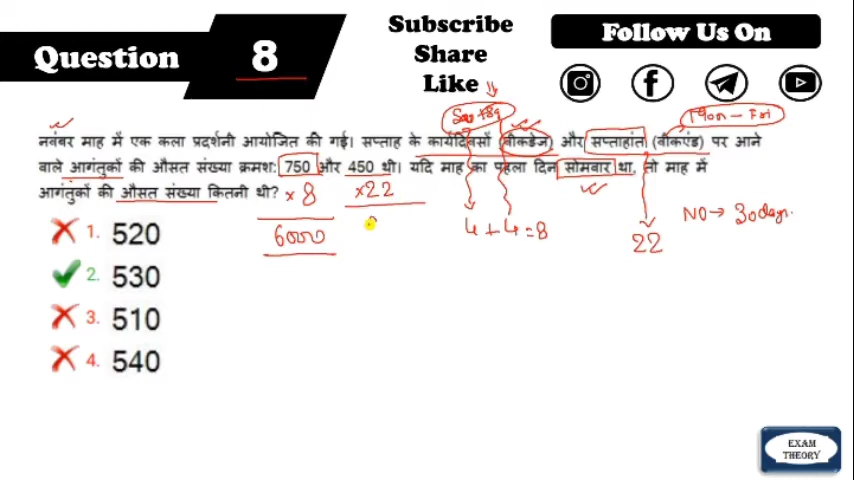 Question
8
Subscribe
Share
Like
Follow Us On
Mon - Fri
नवंबर माह में एक कला प्रदर्शनी आयोजित की गई। सप्ताह के कार्यदिवसों (वीकडेज) और सप्ताहांत (वीकएंड) पर आने
वाले आगंतुकों की औसत संख्या क्रमश: 750 और 450 थी। यदि माह का पहला दिन सोमवार था, तो माह में
आगंतुकों की औसत संख्या कितनी थी?
× 8
×22
6000
4 + 4 = 8
22
NO → 30 days.
1. 520
2. 530
3. 510
4. 540
EXAM
THEORY